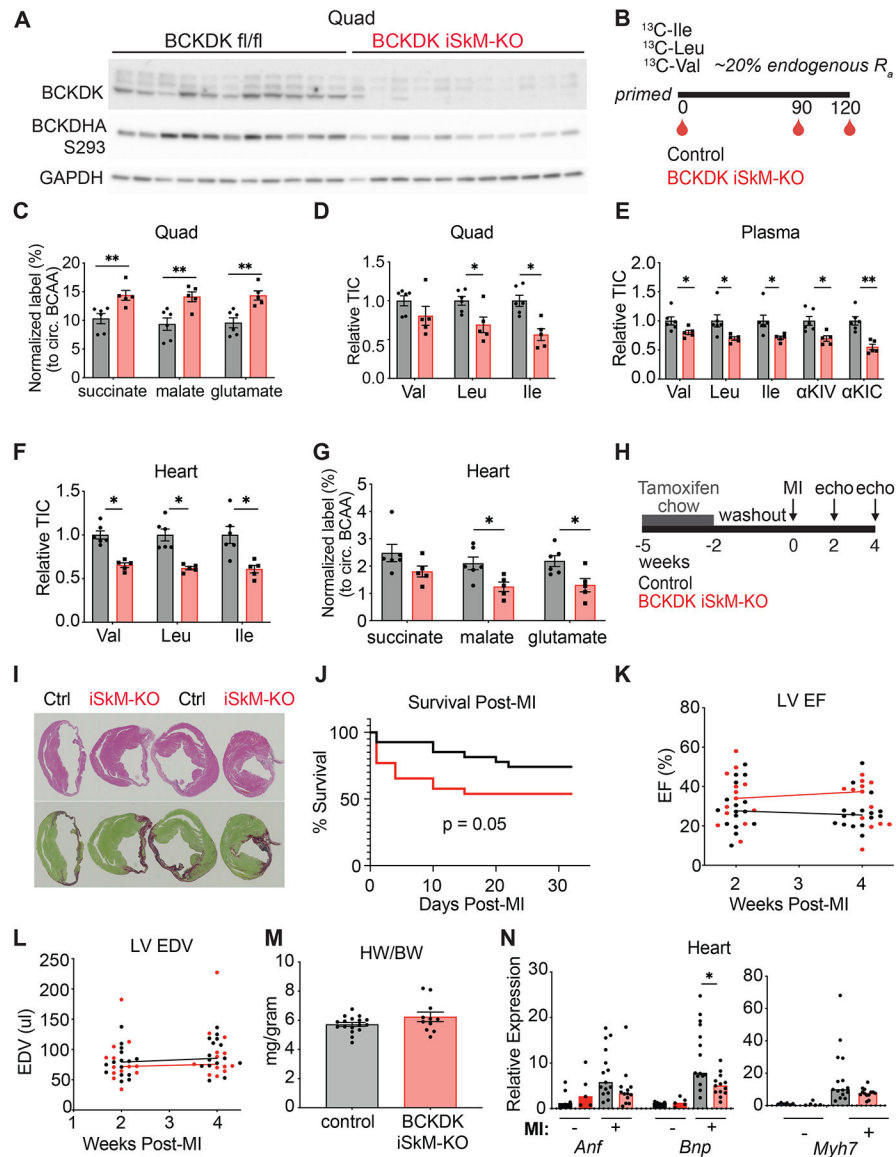 A
Quad
BCKDK fl/fl
BCKDK iSkM-KO
BCKDK
BCKDHA
S293
GAPDH
B
¹³C-Ile
¹³C-Leu
¹³C-Val ~20% endogenous Rₐ
primed
0 90 120
Control
BCKDK iSkM-KO
C
Quad
Normalized label (%)
(to circ. BCAA)
20
15
10
5
0
** ** **
succinate malate glutamate
D
Quad
Relative TIC
1.5
1.0
0.5
0.0
* *
Val Leu Ile
E
Plasma
Relative TIC
2.0
1.5
1.0
0.5
0
* * * * **
Val Leu Ile αKIV αKIC
F
Heart
Relative TIC
1.5
1.0
0.5
0.0
* * *
Val Leu Ile
G
Heart
Normalized label (%)
(to circ. BCAA)
5
4
3
2
1
0
* *
succinate malate glutamate
H
Tamoxifen
chow
washout
MI echo echo
-5 -2 0 2 4
weeks
Control
BCKDK iSkM-KO
I
Ctrl iSkM-KO Ctrl iSkM-KO
J
Survival Post-MI
% Survival
100
50
0
p = 0.05
0 10 20 30
Days Post-MI
K
LV EF
EF (%)
80
60
40
20
0
2 3 4
Weeks Post-MI
L
LV EDV
EDV (ul)
250
200
150
100
50
0
1 2 3 4
Weeks Post-MI
M
HW/BW
mg/gram
10
8
6
4
2
0
control
BCKDK
iSkM-KO
N
Heart
Relative Expression
30
20
10
5
0
*
MI: - + - +
Anf Bnp
80
60
40
20
0
- +
Myh7